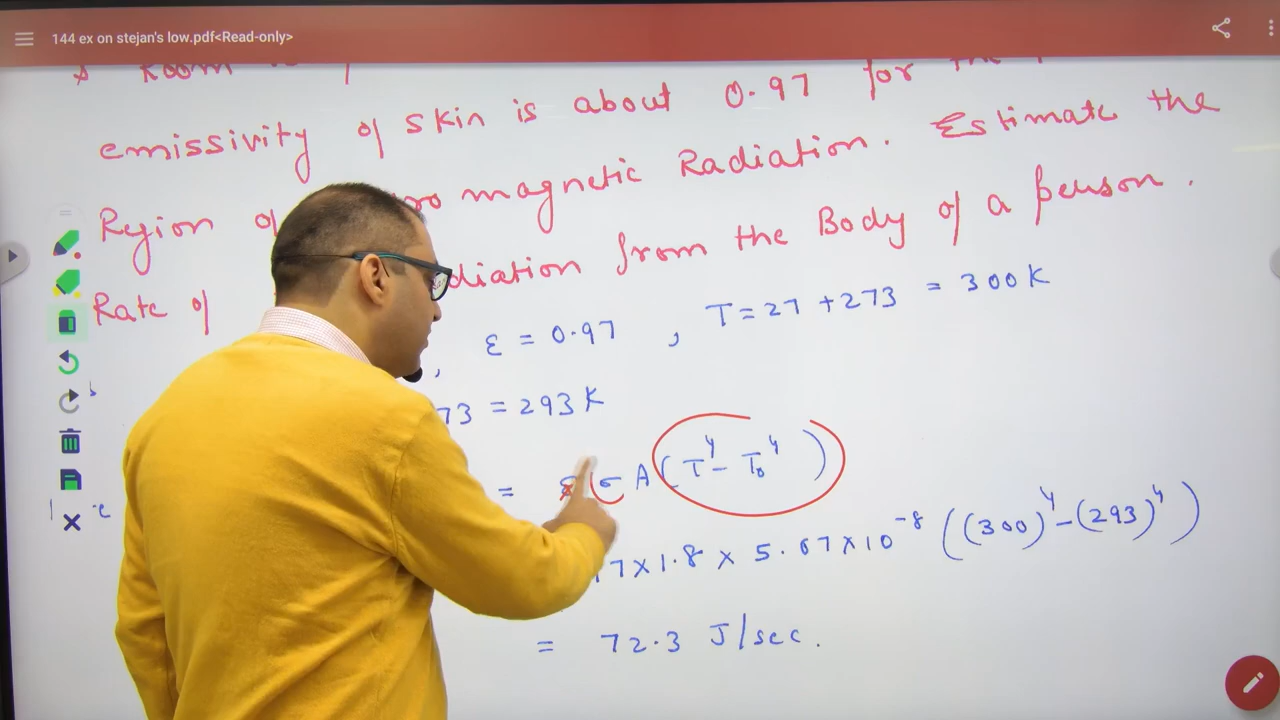 144 ex on stejan's low.pdf<Read-only>
Room is
emissivity of skin is about 0.97 for the
Region of magnetic Radiation. Estimate the
Rate of diation from the Body of a person.
, ε = 0.97 , T = 27 + 273 = 300 K
73 = 293 K
= ε σ A (T⁴ - T₀⁴)
7 × 1.8 × 5.67 × 10⁻⁸ ((300)⁴ - (293)⁴)
= 72.3 J/sec.